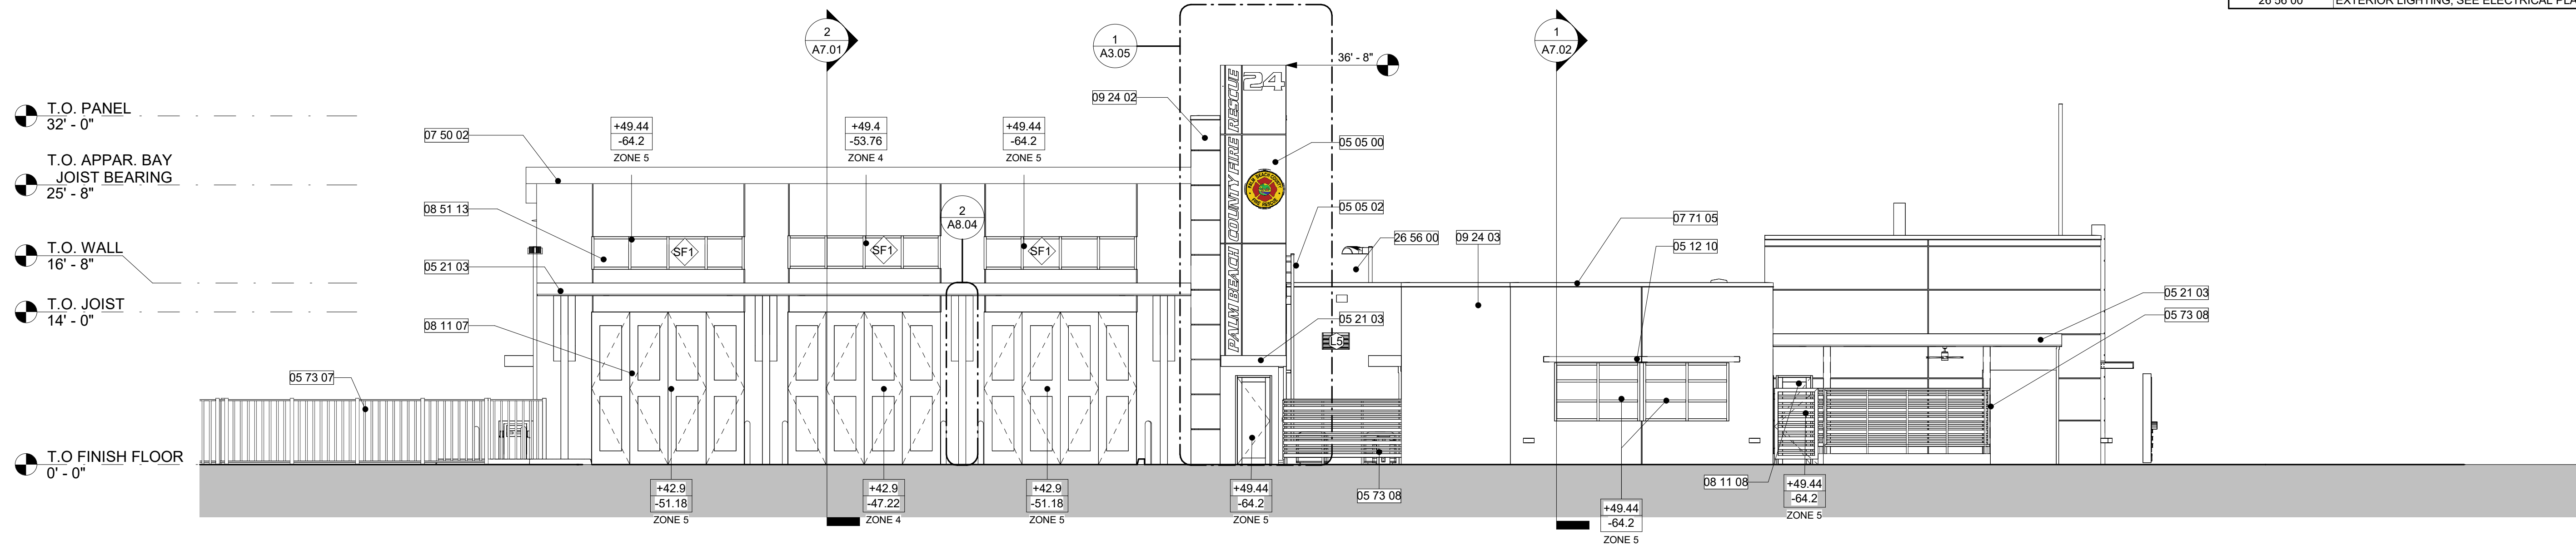 26 56 00 EXTERIOR LIGHTING, SEE ELECTRICAL PLA
2
A7.01
1
A3.05
1
A7.02
36' - 8"
T.O. PANEL
32' - 0"
T.O. APPAR. BAY
JOIST BEARING
25' - 8"
T.O. WALL
16' - 8"
T.O. JOIST
14' - 0"
T.O FINISH FLOOR
0' - 0"
07 50 02
+49.44
-64.2
ZONE 5
+49.4
-53.76
ZONE 4
+49.44
-64.2
ZONE 5
09 24 02
24
PALM BEACH COUNTY FIRE RESCUE
PALM BEACH COUNTY
FIRE RESCUE
05 05 00
08 51 13
2
A8.04
05 05 02
07 71 05
SF1
SF1
SF1
26 56 00
09 24 03
05 12 10
05 21 03
05 21 03
05 73 08
08 11 07
05 21 03
L5
05 73 07
+42.9
-51.18
ZONE 5
+42.9
-47.22
ZONE 4
+42.9
-51.18
ZONE 5
+49.44
-64.2
ZONE 5
05 73 08
+49.44
-64.2
ZONE 5
08 11 08
+49.44
-64.2
ZONE 5